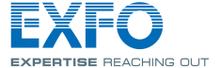 EXFO
EXPERTISE REACHING OUT